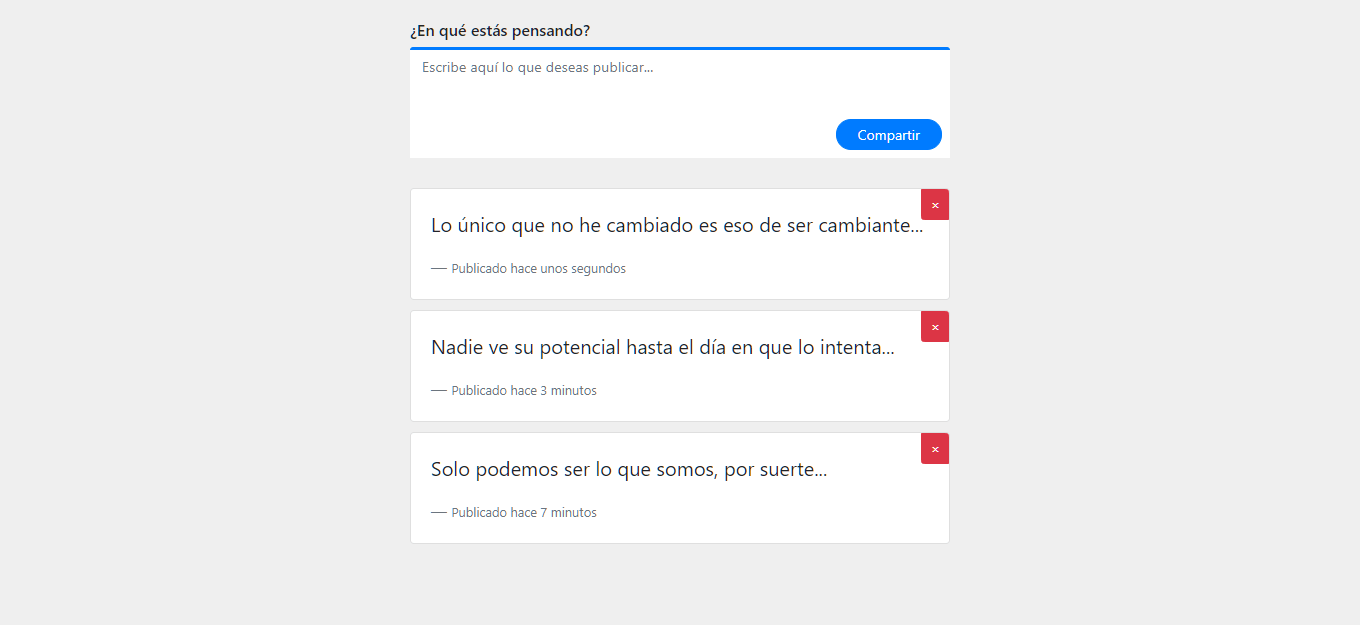 ¿En qué estás pensando?
Escribe aquí lo que deseas publicar...
Compartir
×
Lo único que no he cambiado es eso de ser cambiante...
— Publicado hace unos segundos
×
Nadie ve su potencial hasta el día en que lo intenta...
— Publicado hace 3 minutos
×
Solo podemos ser lo que somos, por suerte...
— Publicado hace 7 minutos